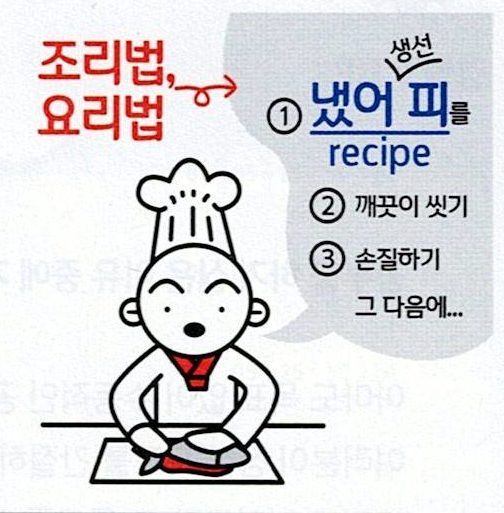 조리법,
요리법
생선
① 냈어 피를
recipe
② 깨끗이 씻기
③ 손질하기
그 다음에...